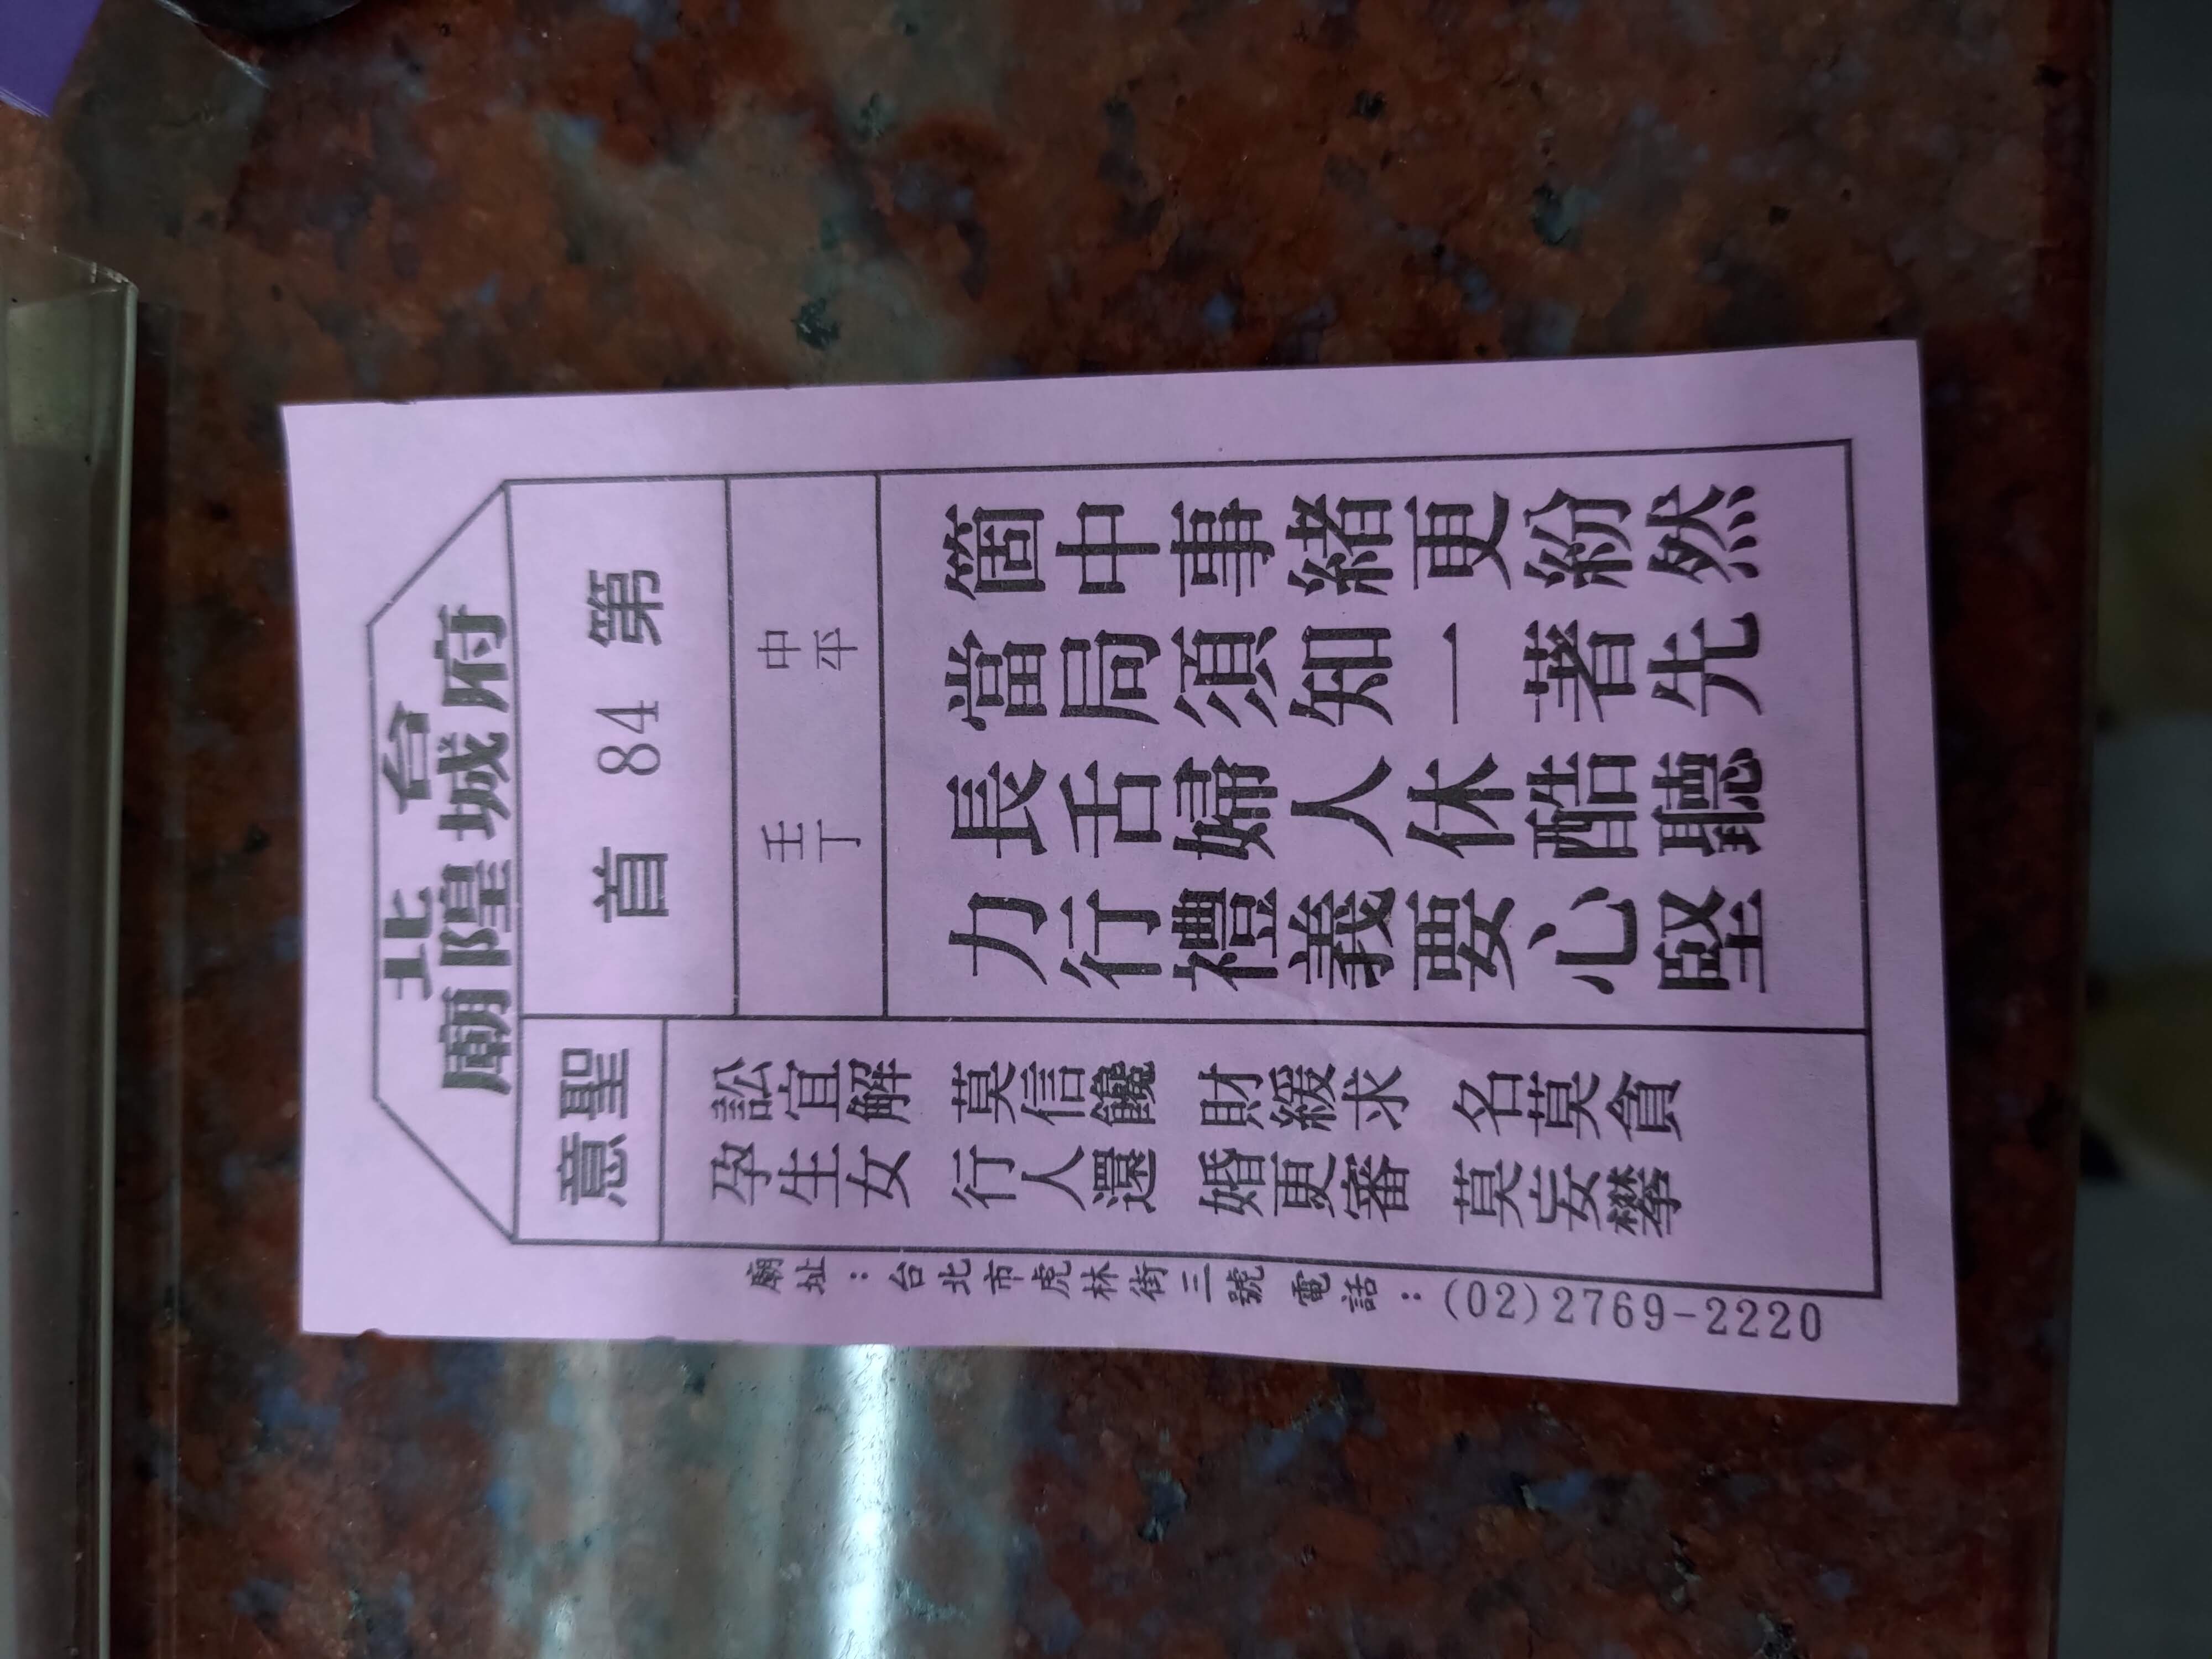 台北
府城隍廟
第84首
中平
壬丁
箇中事緒更紛然
當局須知一著先
長舌婦人休酷聽
力行禮義要心堅
聖意
訟宜解 莫信饞 財緩求 名莫貪
孕生女 行人還 婚更審 莫妄攀
廟址：台北市虎林街三號 電話：(02)2769-2220